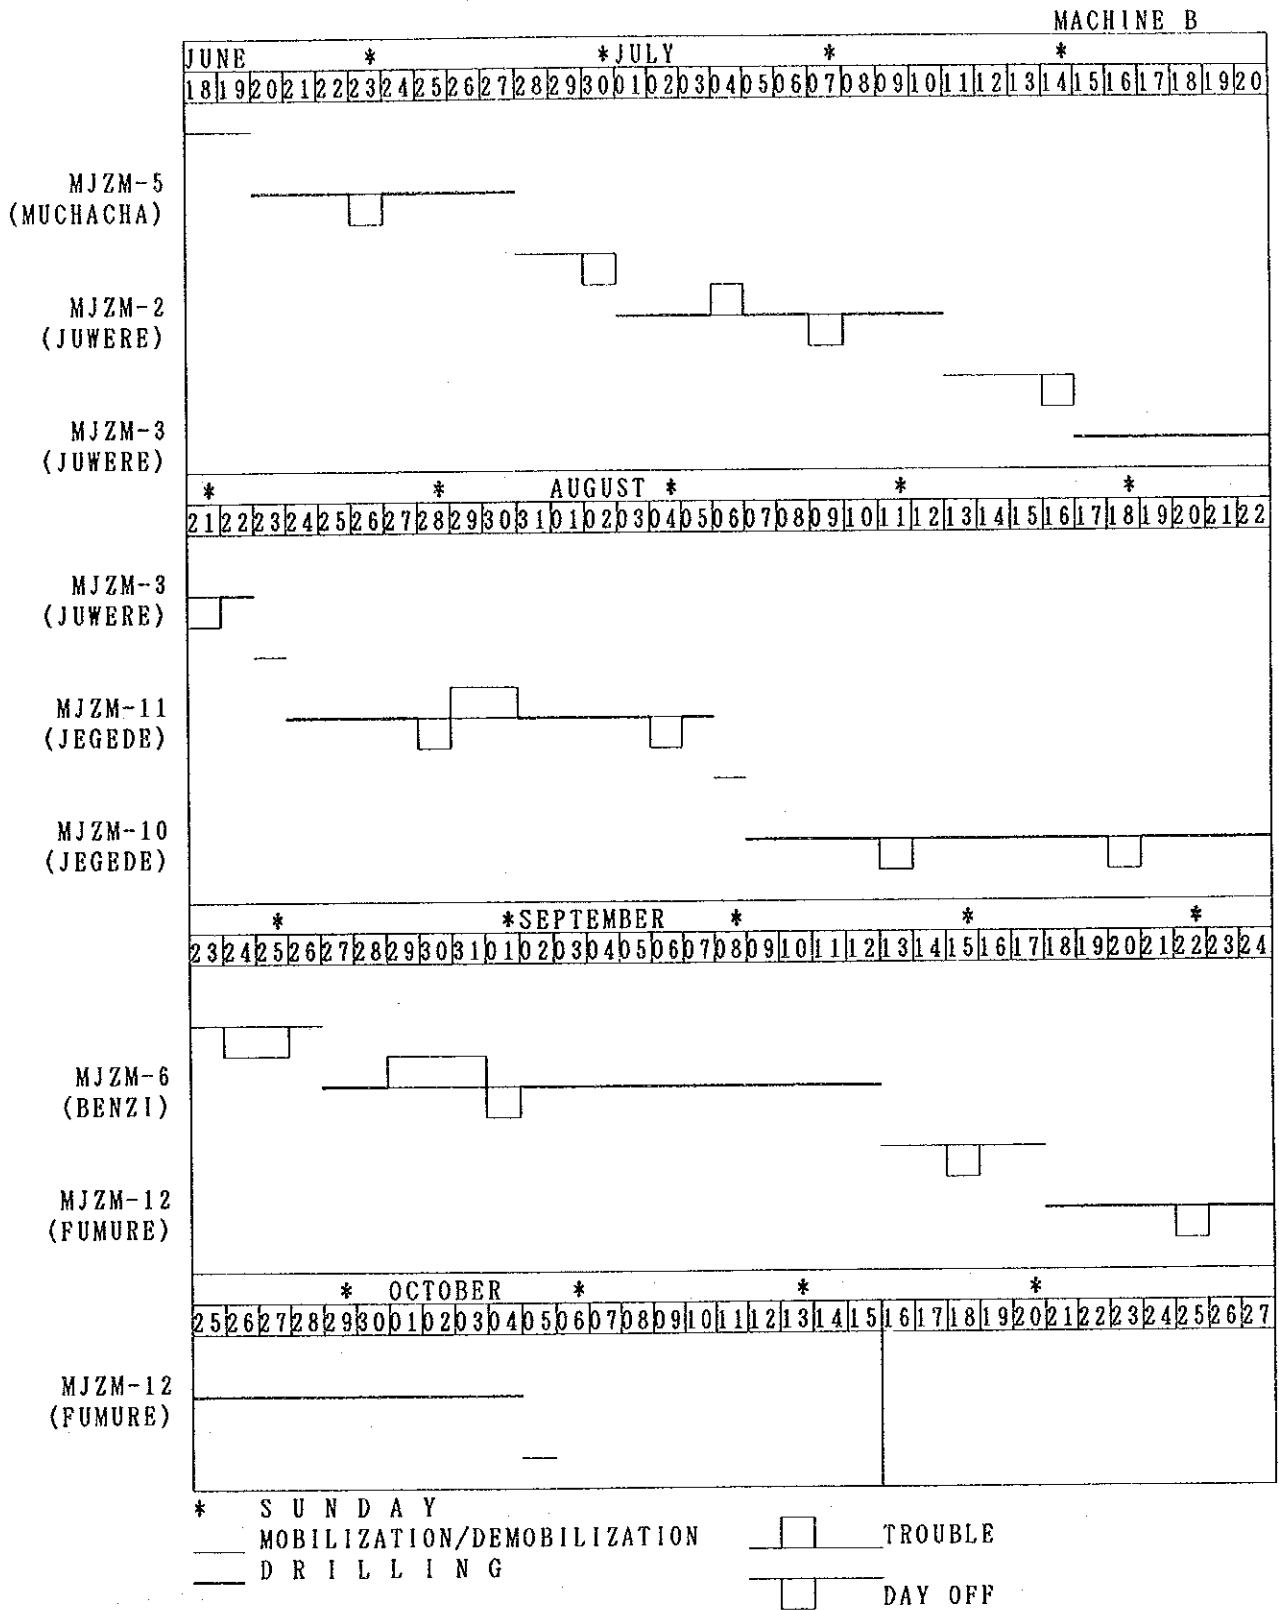 MACHINE B
JUNE * *JULY * *
18 19 20 21 22 23 24 25 26 27 28 29 30 01 02 03 04 05 06 07 08 09 10 11 12 13 14 15 16 17 18 19 20
MJZM-5
(MUCHACHA)
MJZM-2
(JUWERE)
MJZM-3
(JUWERE)
* * AUGUST * * *
21 22 23 24 25 26 27 28 29 30 31 01 02 03 04 05 06 07 08 09 10 11 12 13 14 15 16 17 18 19 20 21 22
MJZM-3
(JUWERE)
MJZM-11
(JEGEDE)
MJZM-10
(JEGEDE)
* *SEPTEMBER * * *
23 24 25 26 27 28 29 30 31 01 02 03 04 05 06 07 08 09 10 11 12 13 14 15 16 17 18 19 20 21 22 23 24
MJZM-6
(BENZI)
MJZM-12
(FUMURE)
* OCTOBER * * *
25 26 27 28 29 30 01 02 03 04 05 06 07 08 09 10 11 12 13 14 15 16 17 18 19 20 21 22 23 24 25 26 27
MJZM-12
(FUMURE)
* SUNDAY
MOBILIZATION/DEMOBILIZATION TROUBLE
DRILLING
DAY OFF